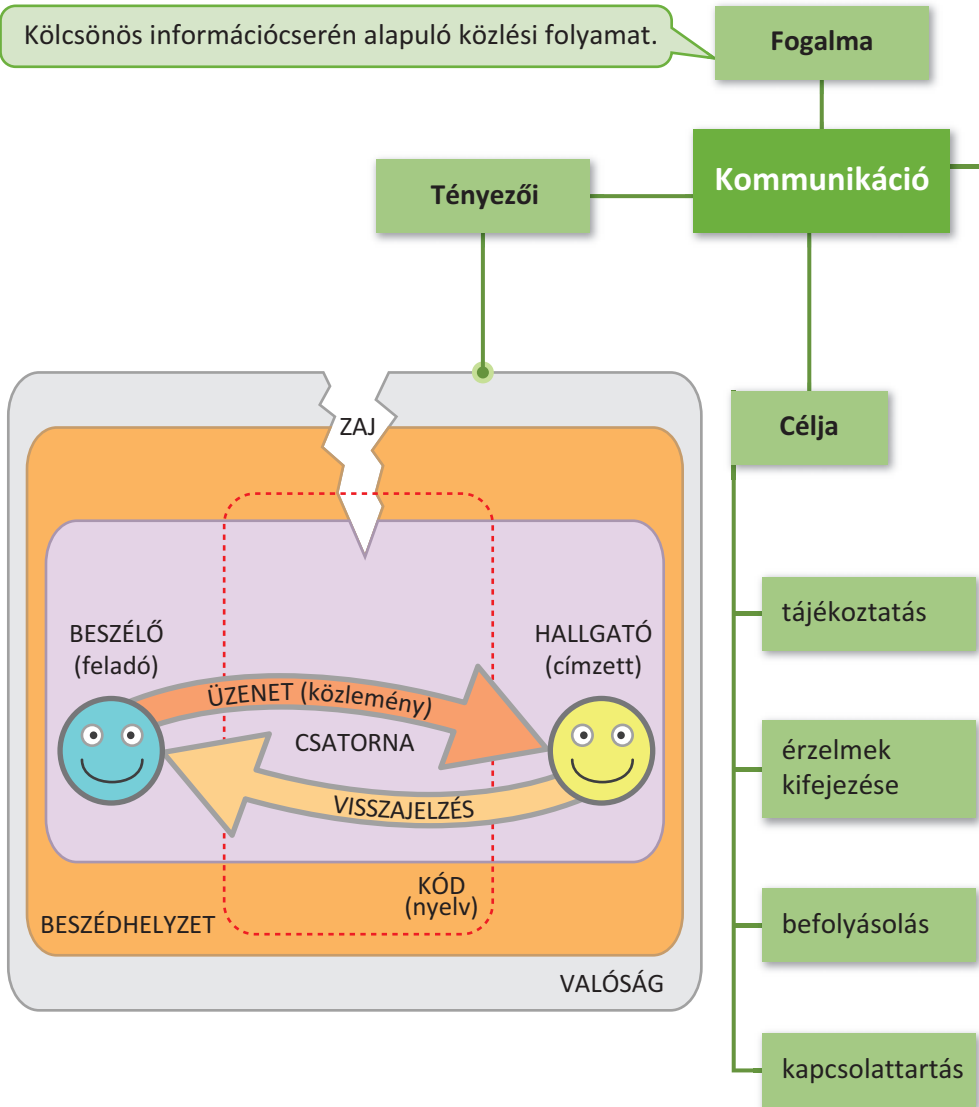 Kölcsönös információcserén alapuló közlési folyamat.
Fogalma
Kommunikáció
Tényezői
ZAJ
BESZÉLŐ
(feladó)
HALLGATÓ
(címzett)
ÜZENET (közlemény)
CSATORNA
VISSZAJELZÉS
KÓD
(nyelv)
BESZÉDHELYZET
VALÓSÁG
Célja
tájékoztatás
érzelmek
kifejezése
befolyásolás
kapcsolattartás